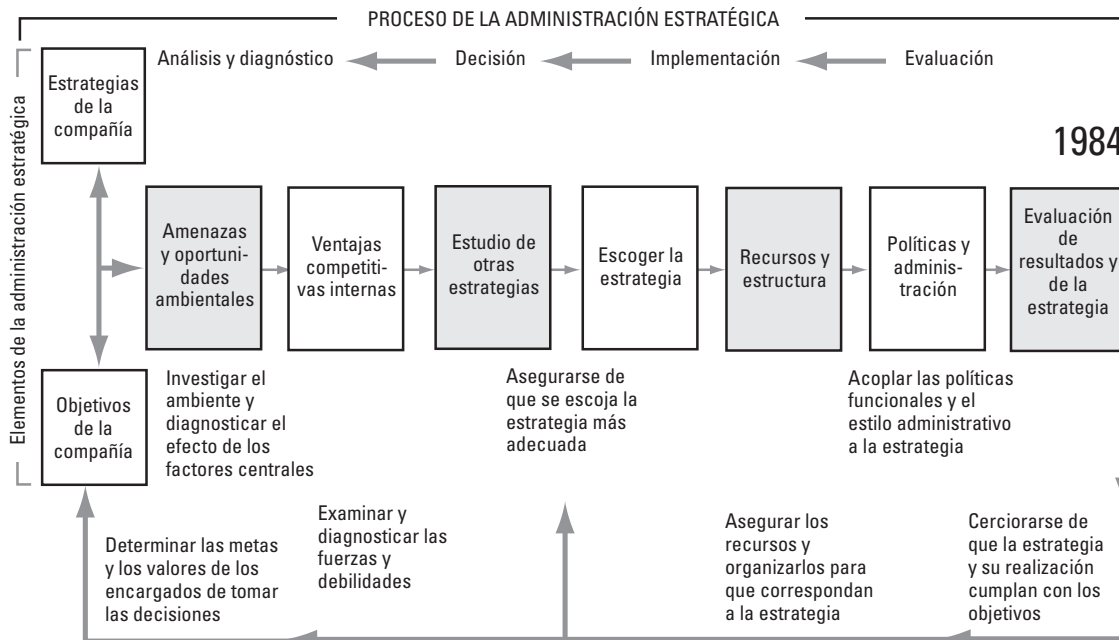 PROCESO DE LA ADMINISTRACIÓN ESTRATÉGICA
Elementos de la administración estratégica
Estrategias
de la
compañía
Análisis y diagnóstico
Decisión
Implementación
Evaluación
1984
Amenazas
y oportuni-
dades
ambientales
Ventajas
competiti-
vas internas
Estudio de
otras
estrategias
Escoger la
estrategia
Recursos y
estructura
Políticas y
adminis-
tración
Evaluación
de
resultados y
de la
estrategia
Objetivos
de la
compañía
Investigar el
ambiente y
diagnosticar el
efecto de los
factores centrales
Asegurarse de
que se escoja la
estrategia más
adecuada
Acoplar las políticas
funcionales y el
estilo administrativo
a la estrategia
Determinar las metas
y los valores de los
encargados de tomar
las decisiones
Examinar y
diagnosticar las
fuerzas y
debilidades
Asegurar los
recursos y
organizarlos para
que correspondan
a la estrategia
Cerciorarse de
que la estrategia
y su realización
cumplan con los
objetivos